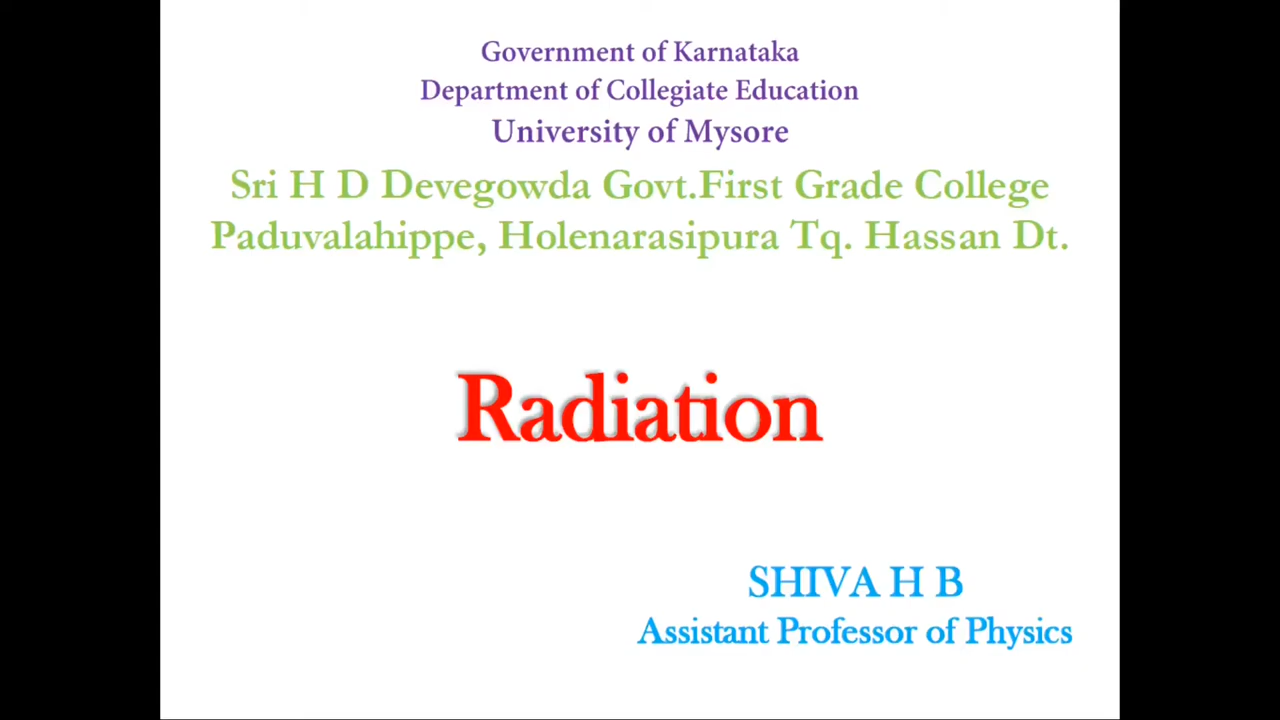 Government of Karnataka
Department of Collegiate Education
University of Mysore
Sri H D Devegowda Govt.First Grade College
Paduvalahippe, Holenarasipura Tq. Hassan Dt.
Radiation
SHIVA H B
Assistant Professor of Physics